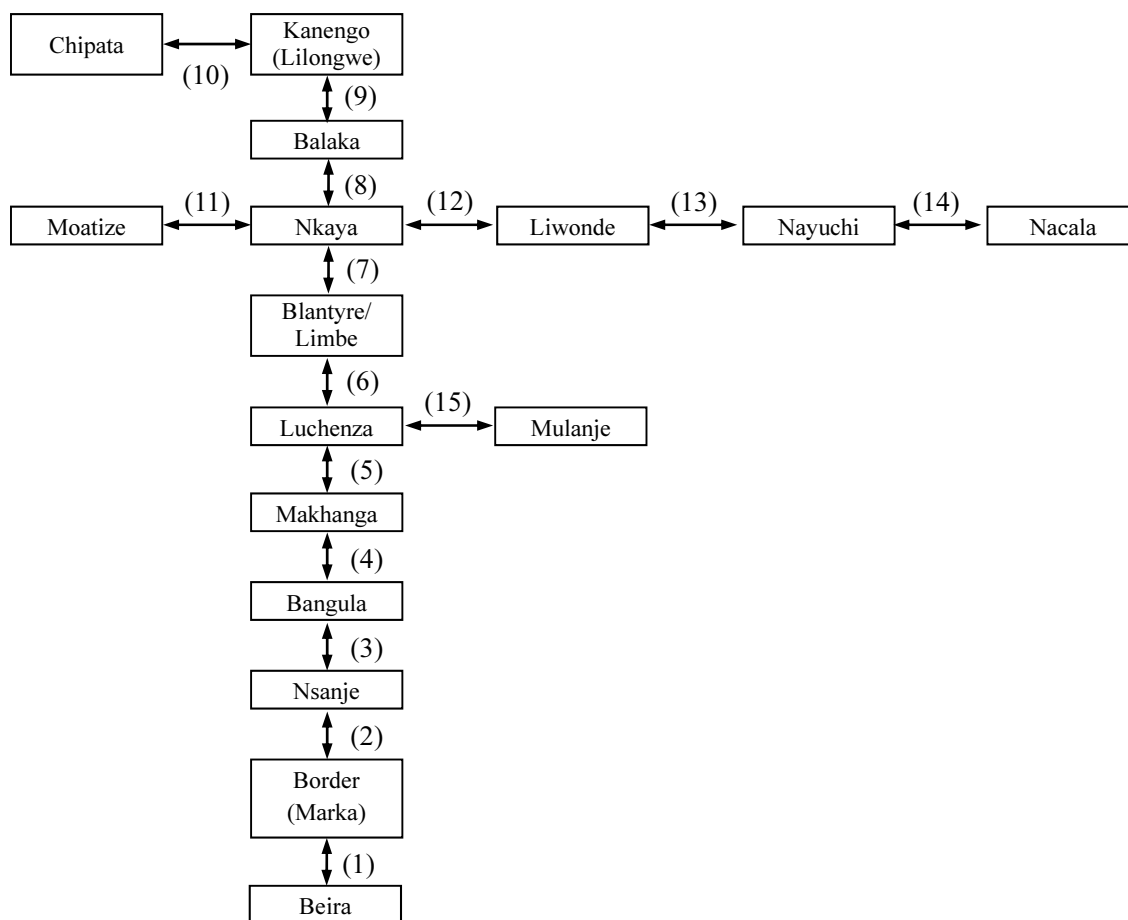 Chipata
Kanengo
(Lilongwe)
(10)
(9)
Balaka
(8)
Moatize
(11)
Nkaya
(12)
Liwonde
(13)
Nayuchi
(14)
Nacala
(7)
Blantyre/
Limbe
(6)
Luchenza
(15)
Mulanje
(5)
Makhanga
(4)
Bangula
(3)
Nsanje
(2)
Border
(Marka)
(1)
Beira